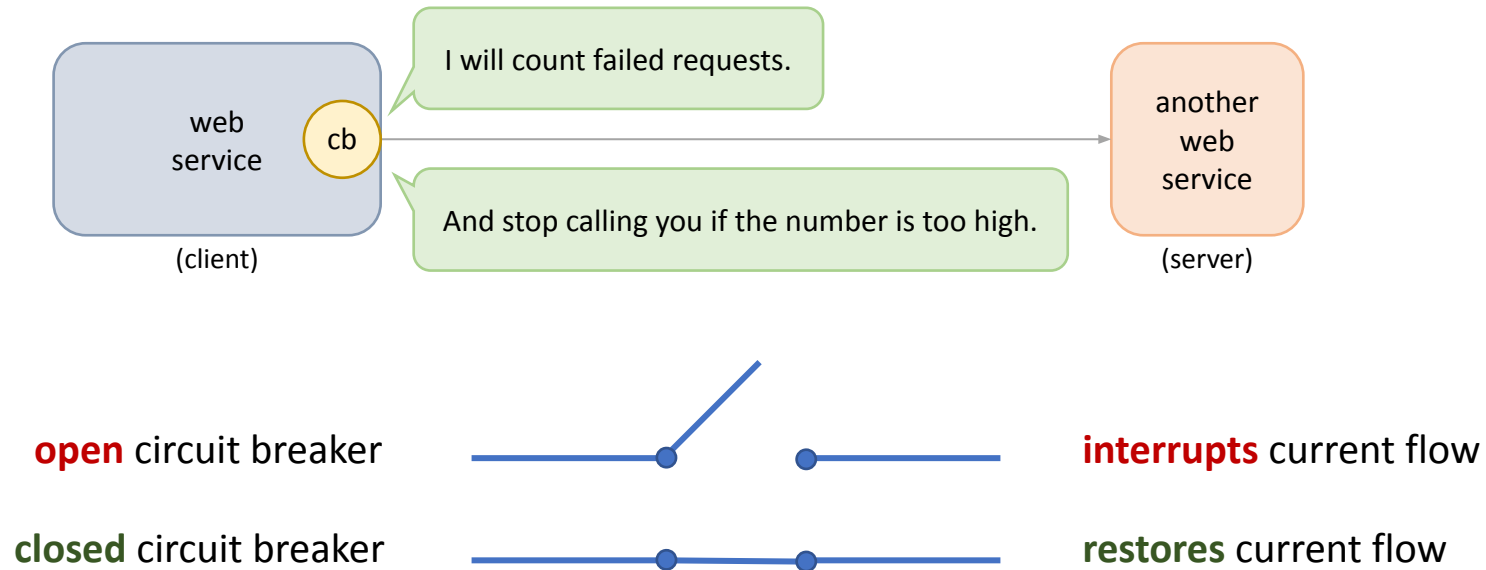 I will count failed requests.
web
service
cb
another
web
service
And stop calling you if the number is too high.
(client)
(server)
open circuit breaker
interrupts current flow
closed circuit breaker
restores current flow